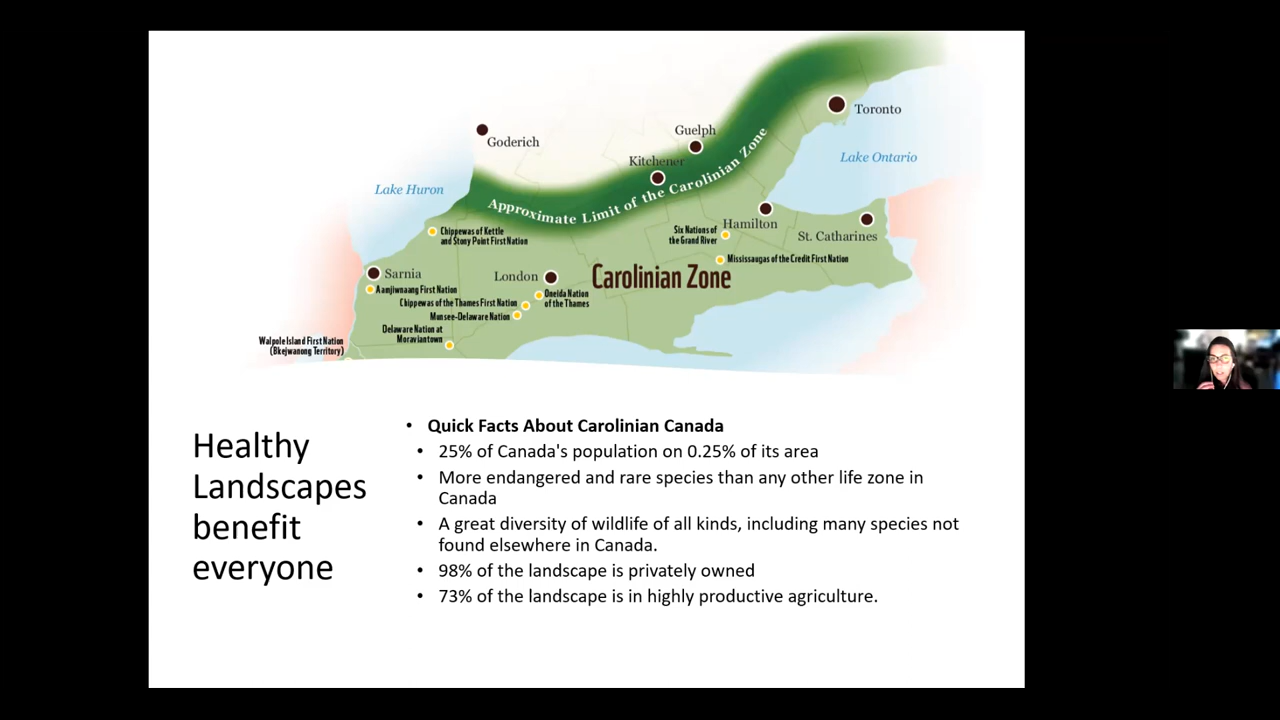 Toronto
Goderich
Guelph
Kitchener
Lake Ontario
Lake Huron
Approximate Limit of the Carolinian Zone
Chippewas of Kettle
and Stony Point First Nation
Six Nations of
the Grand River
Hamilton
St. Catharines
Mississaugas of the Credit First Nation
Sarnia
London
Carolinian Zone
Aamjiwnaang First Nation
Oneida Nation
of the Thames
Chippewas of the Thames First Nation
Munsee-Delaware Nation
Delaware Nation at
Moraviantown
Walpole Island First Nation
(Bkejwanong Territory)
Healthy
Landscapes
benefit
everyone
• Quick Facts About Carolinian Canada
• 25% of Canada's population on 0.25% of its area
• More endangered and rare species than any other life zone in
Canada
• A great diversity of wildlife of all kinds, including many species not
found elsewhere in Canada.
• 98% of the landscape is privately owned
• 73% of the landscape is in highly productive agriculture.